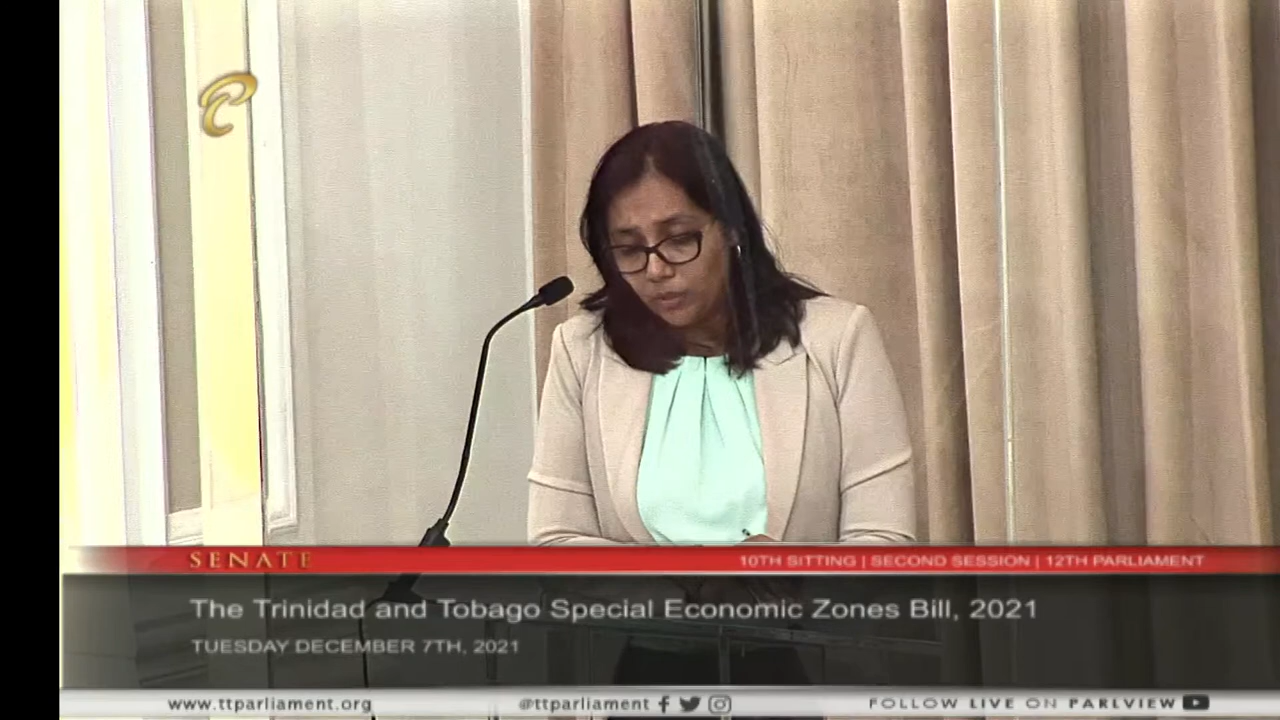 SENATE
10TH SITTING | SECOND SESSION | 12TH PARLIAMENT
The Trinidad and Tobago Special Economic Zones Bill, 2021
TUESDAY DECEMBER 7TH, 2021
www.ttparliament.org
@ttparliament
FOLLOW LIVE ON PARLVIEW